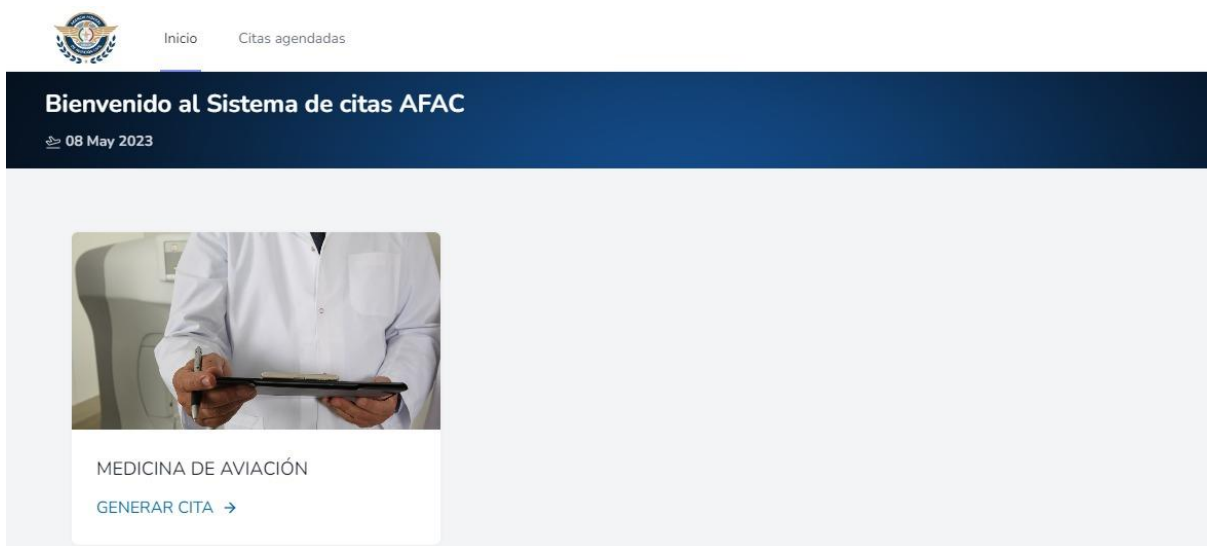 Inicio
Citas agendadas
Bienvenido al Sistema de citas AFAC
08 May 2023
MEDICINA DE AVIACIÓN
GENERAR CITA →